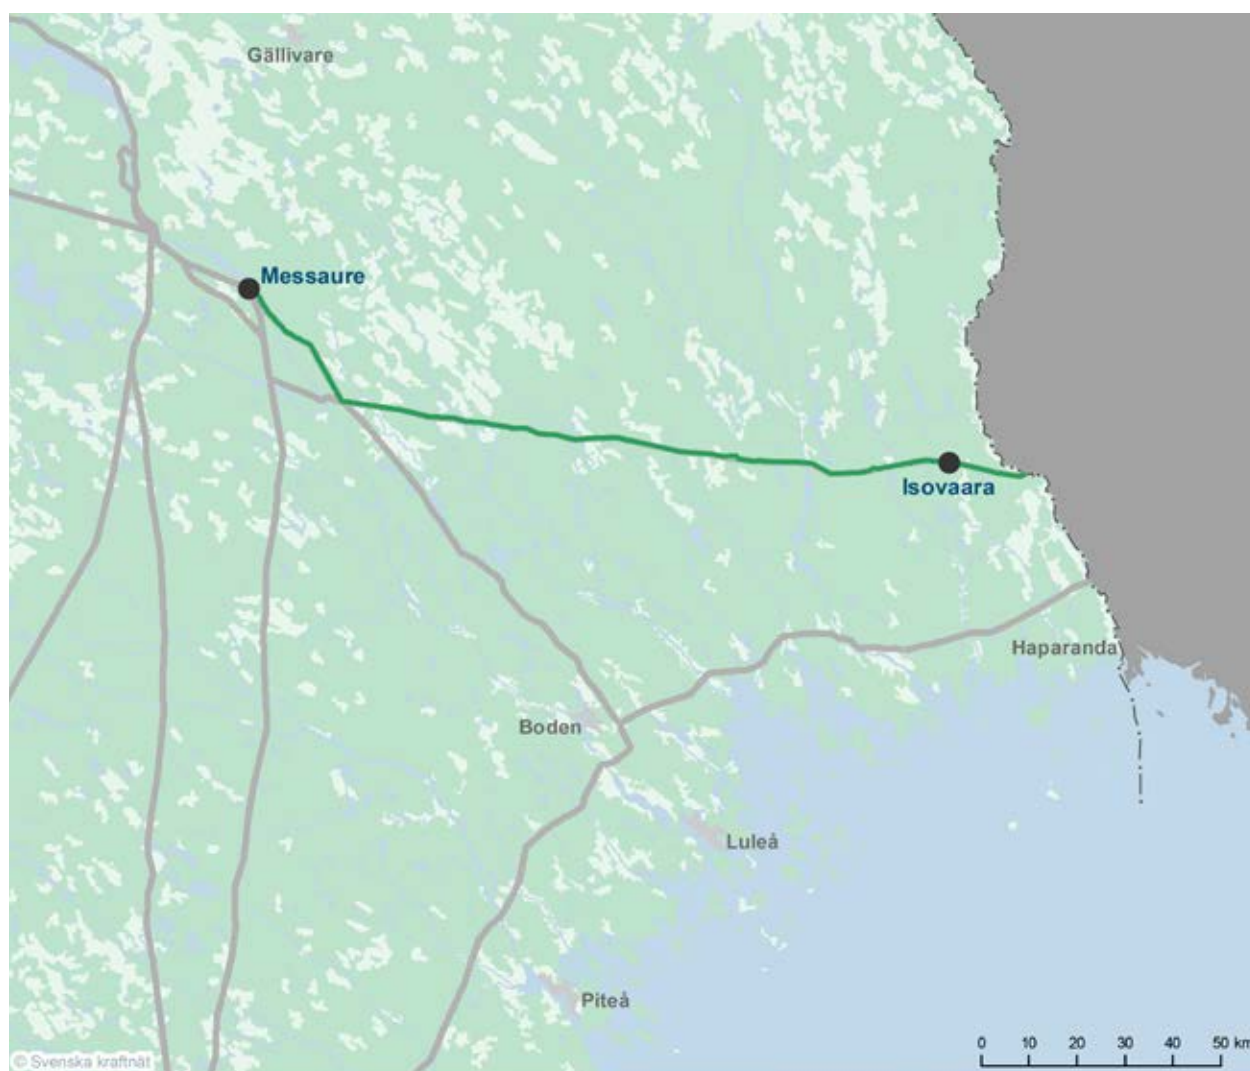 Gällivare
Messaure
Isovaara
Haparanda
Boden
Luleå
Piteå
0 10 20 30 40 50 km
© Svenska kraftnät